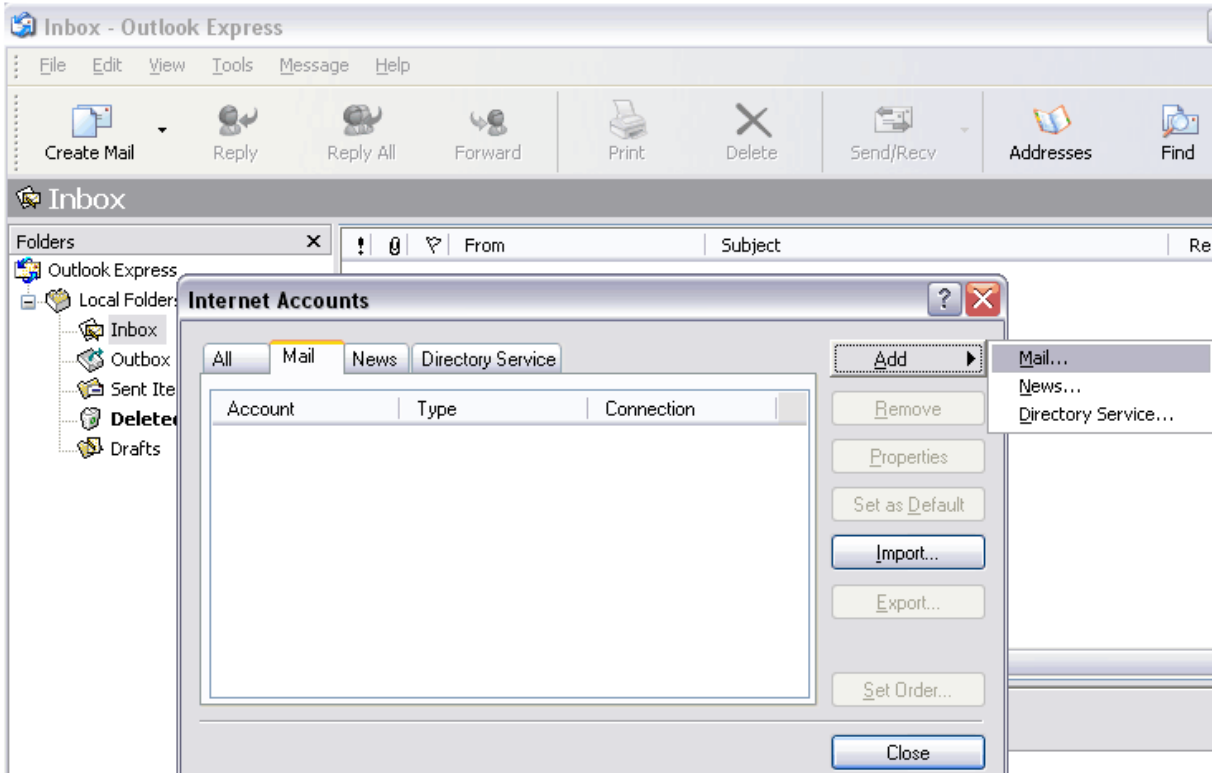 Inbox - Outlook Express
File Edit View Tools Message Help
Create Mail Reply Reply All Forward Print Delete Send/Recv Addresses Find
Inbox
Folders × ! From Subject Re
Outlook Express
Local Folders
Inbox
Outbox
Sent Ite
Deleted
Drafts
Internet Accounts ?
All Mail News Directory Service
Account Type Connection
Add
Remove
Properties
Set as Default
Import...
Export...
Set Order...
Close
Mail...
News...
Directory Service...